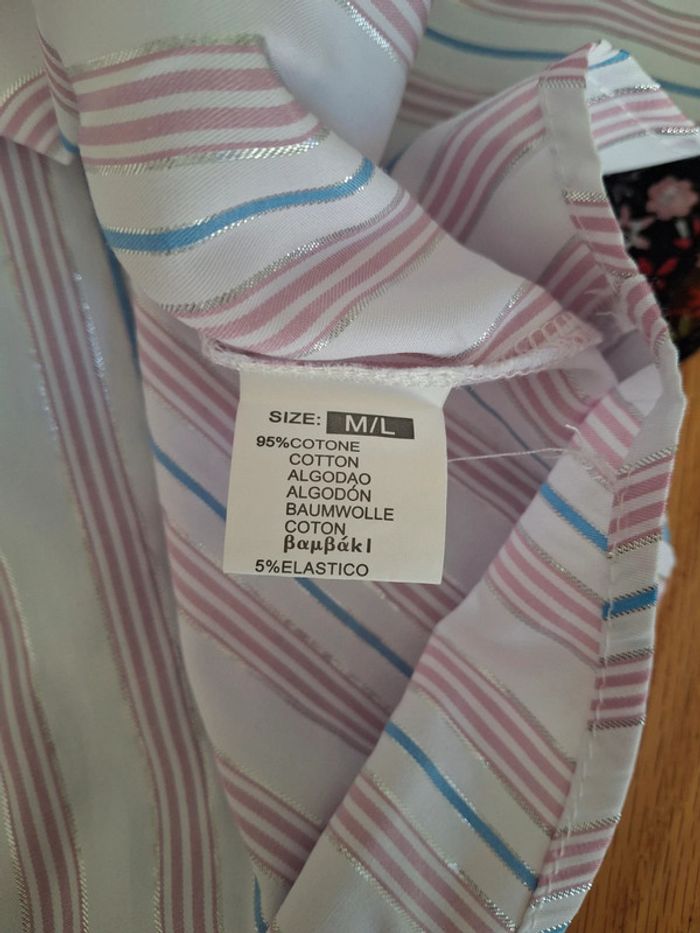 SIZE: M/L
95%COTONE
COTTON
ALGODAO
ALGODÓN
BAUMWOLLE
COTON
βαμβάκΙ
5%ELASTICO